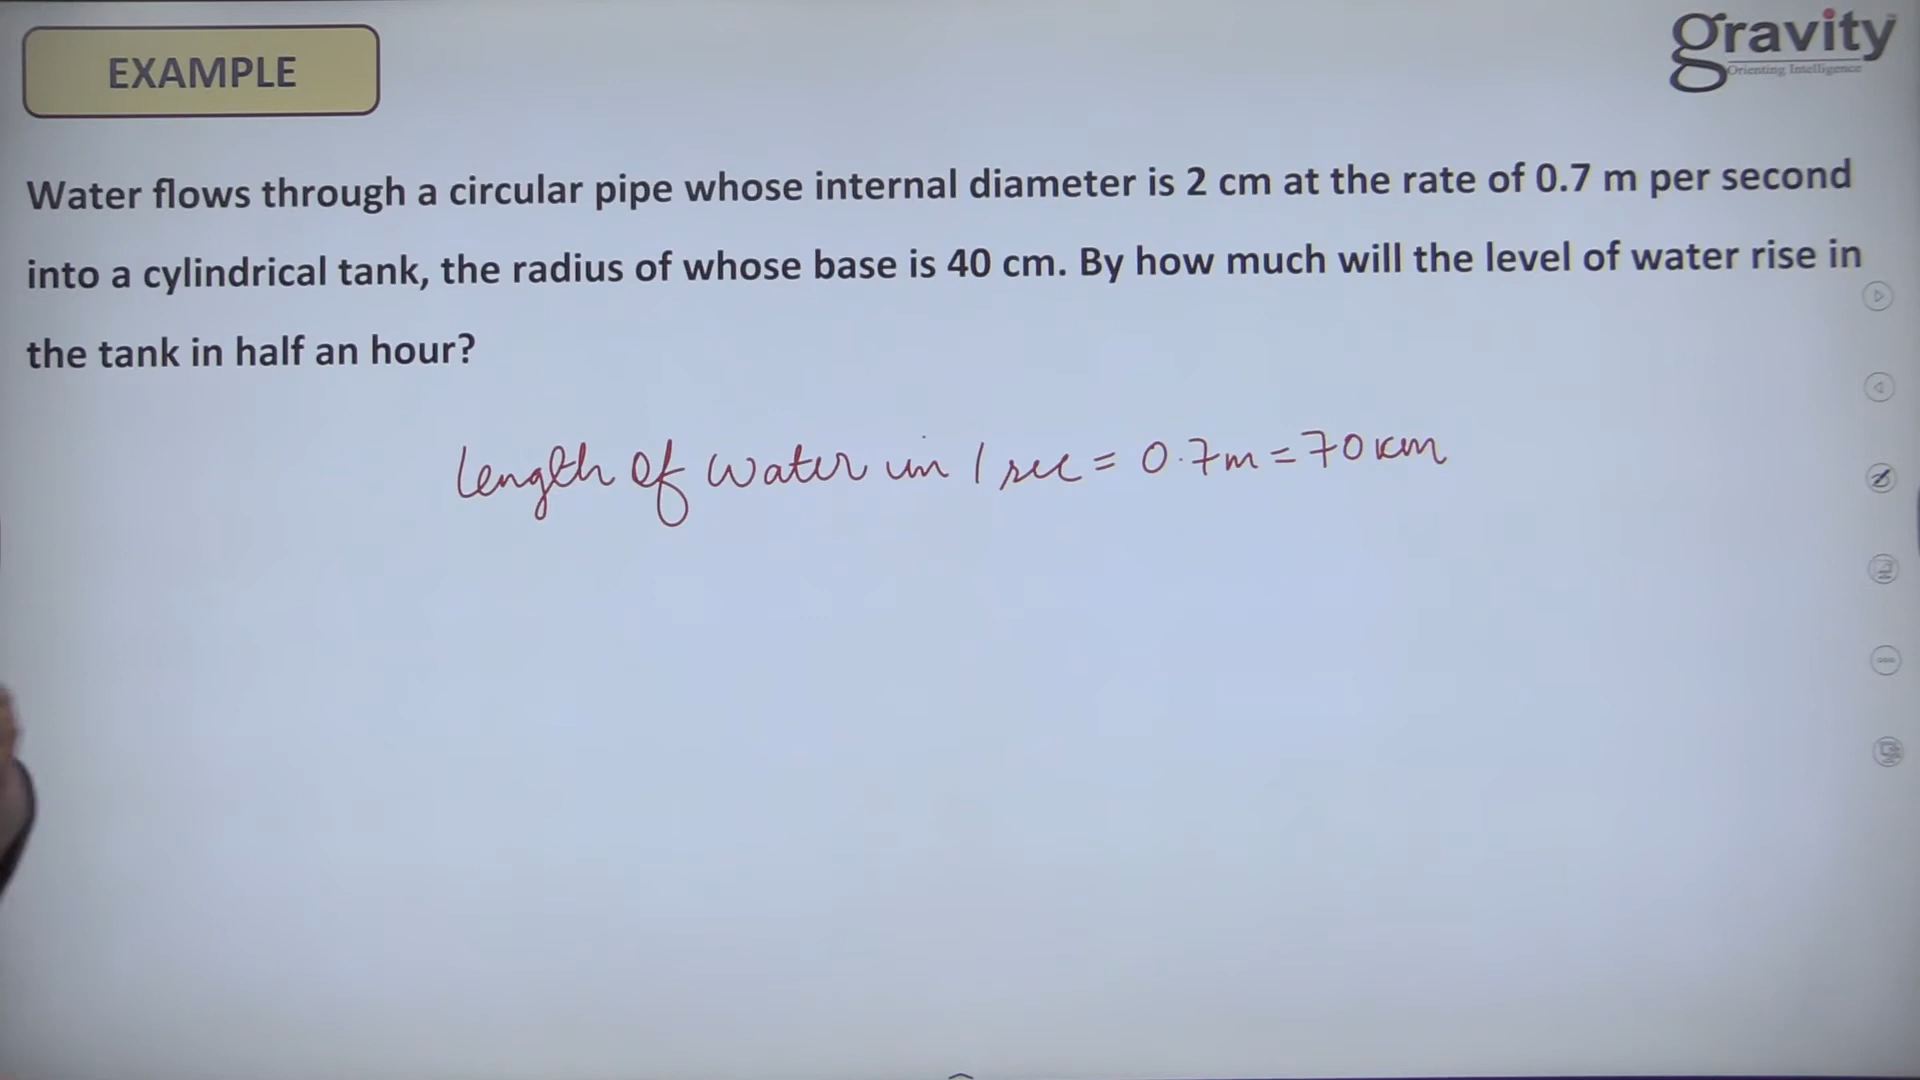 EXAMPLE
gravity
Orienting Intelligence
Water flows through a circular pipe whose internal diameter is 2 cm at the rate of 0.7 m per second
into a cylindrical tank, the radius of whose base is 40 cm. By how much will the level of water rise in
the tank in half an hour?
length of water in 1 sec = 0.7m = 70 cm